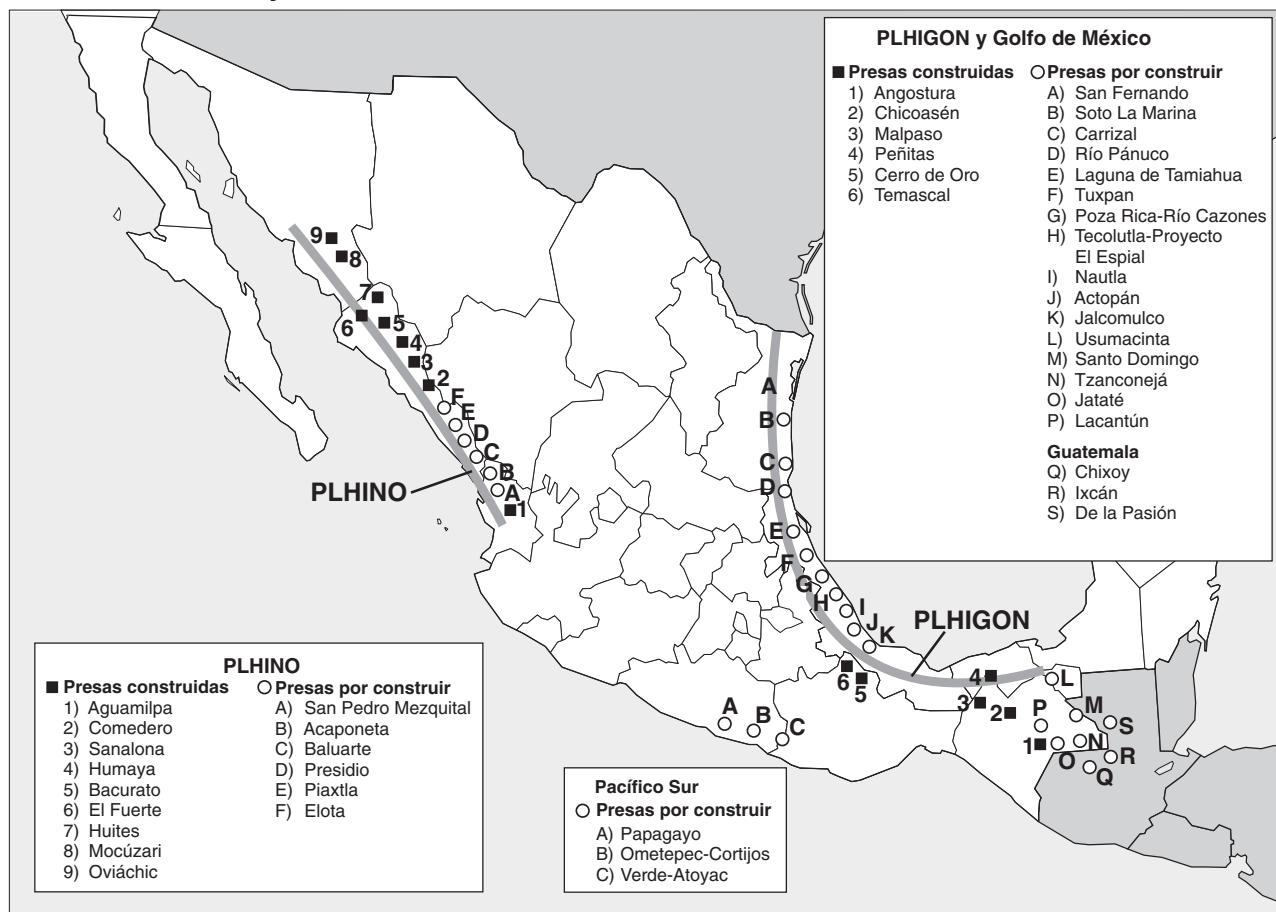 PLHIGON y Golfo de México
■ Presas construidas
1) Angostura
2) Chicoasén
3) Malpaso
4) Peñitas
5) Cerro de Oro
6) Temascal
○ Presas por construir
A) San Fernando
B) Soto La Marina
C) Carrizal
D) Río Pánuco
E) Laguna de Tamiahua
F) Tuxpan
G) Poza Rica-Río Cazones
H) Tecolutla-Proyecto
El Espial
I) Nautla
J) Actopán
K) Jalcomulco
L) Usumacinta
M) Santo Domingo
N) Tzanconejá
O) Jataté
P) Lacantún
Guatemala
Q) Chixoy
R) Ixcán
S) De la Pasión
9
8
7
6
5
4
3
2
F
E
D
C
B
A
1
PLHINO
A
B
C
D
E
F
G
H
I
J
K
PLHIGON
6
5
4
3
2
1
L
P
M
S
N
O
R
Q
A
B
C
PLHINO
■ Presas construidas
1) Aguamilpa
2) Comedero
3) Sanalona
4) Humaya
5) Bacurato
6) El Fuerte
7) Huites
8) Mocúzari
9) Oviáchic
○ Presas por construir
A) San Pedro Mezquital
B) Acaponeta
C) Baluarte
D) Presidio
E) Piaxtla
F) Elota
Pacífico Sur
○ Presas por construir
A) Papagayo
B) Ometepec-Cortijos
C) Verde-Atoyac